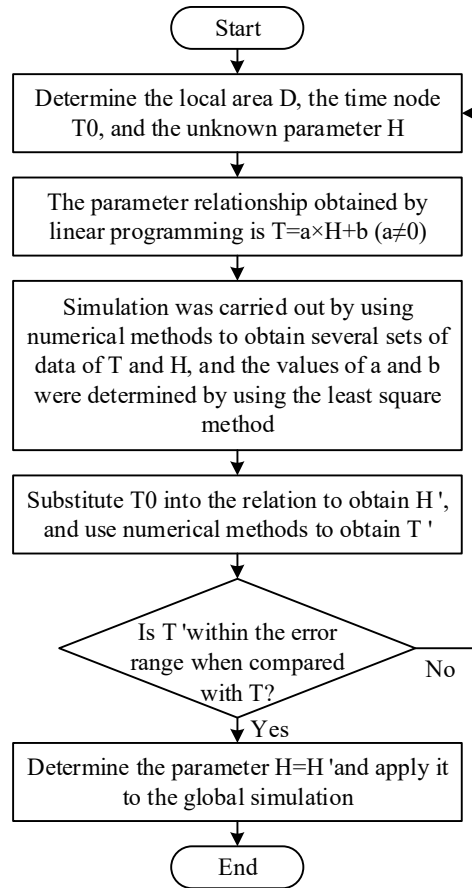 Start
Determine the local area D, the time node
T0, and the unknown parameter H
The parameter relationship obtained by
linear programming is T=a×H+b (a≠0)
Simulation was carried out by using
numerical methods to obtain several sets of
data of T and H, and the values of a and b
were determined by using the least square
method
Substitute T0 into the relation to obtain H ',
and use numerical methods to obtain T '
Is T 'within the error
range when compared
with T?
No
Yes
Determine the parameter H=H 'and apply it
to the global simulation
End